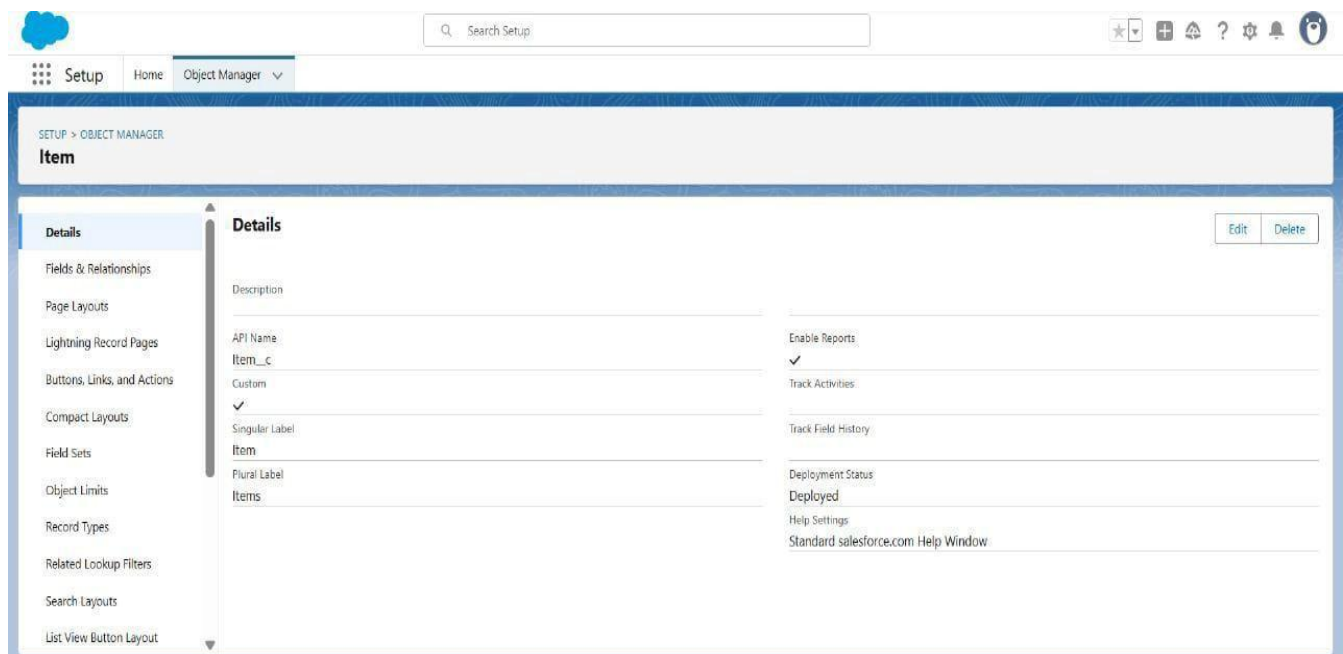 Search Setup
Setup
Home
Object Manager
SETUP > OBJECT MANAGER
Item
Details
Fields & Relationships
Page Layouts
Lightning Record Pages
Buttons, Links, and Actions
Compact Layouts
Field Sets
Object Limits
Record Types
Related Lookup Filters
Search Layouts
List View Button Layout
Details
Edit
Delete
Description
API Name
Item__c
Custom
Singular Label
Item
Plural Label
Items
Enable Reports
Track Activities
Track Field History
Deployment Status
Deployed
Help Settings
Standard salesforce.com Help Window